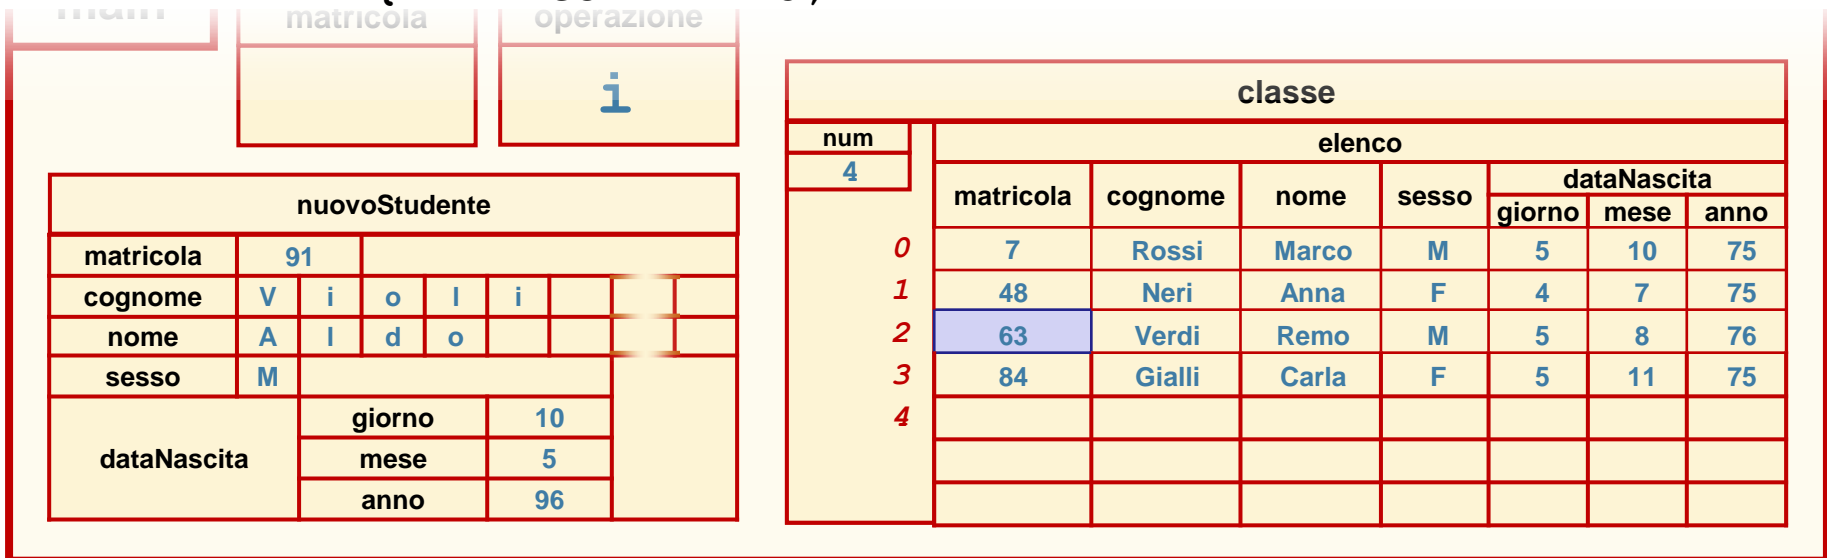 main matricola operazione
i
classe
num elenco
4
matricola cognome nome sesso dataNascita
giorno mese anno
0 7 Rossi Marco M 5 10 75
1 48 Neri Anna F 4 7 75
2 63 Verdi Remo M 5 8 76
3 84 Gialli Carla F 5 11 75
4
nuovoStudente
matricola 91
cognome V i o l i
nome A l d o
sesso M
dataNascita
giorno 10
mese 5
anno 96